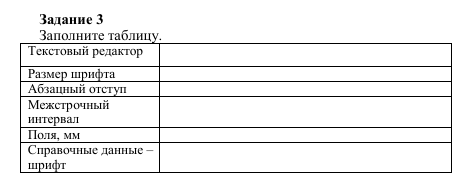 Задание 3
Заполните таблицу.
Текстовый редактор
Размер шрифта
Абзацный отступ
Межстрочный
интервал
Поля, мм
Справочные данные –
шрифт